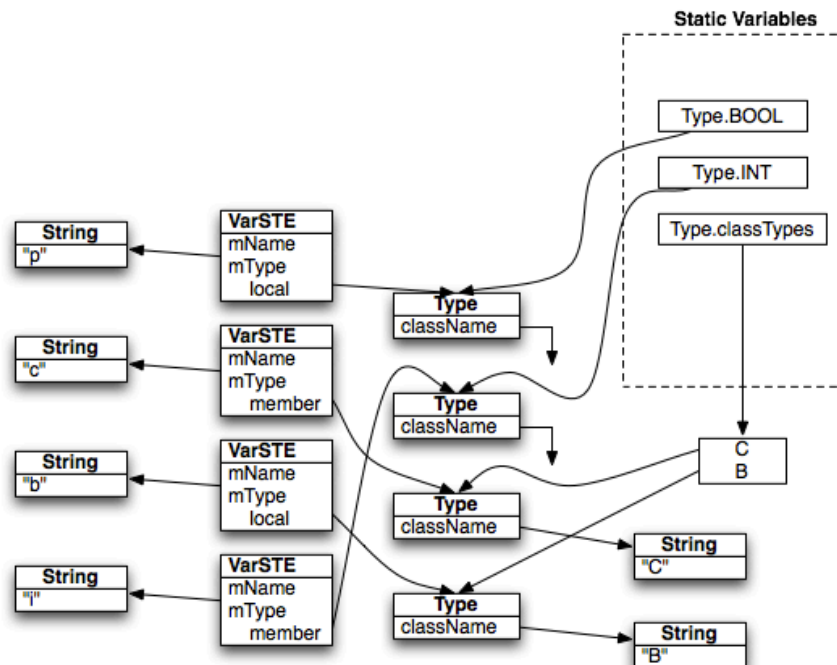 Static Variables
Type.BOOL
Type.INT
Type.classTypes
String
"p"
VarSTE
mName
mType
local
Type
className
String
"c"
VarSTE
mName
mType
member
Type
className
String
"b"
VarSTE
mName
mType
local
Type
className
C
B
String
"C"
String
"i"
VarSTE
mName
mType
member
Type
className
String
"B"